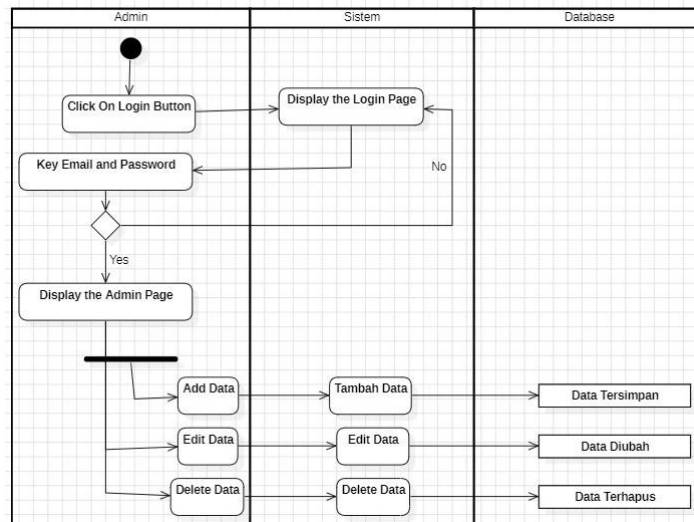 Admin
Sistem
Database
Click On Login Button
Display the Login Page
Key Email and Password
No
Yes
Display the Admin Page
Add Data
Tambah Data
Data Tersimpan
Edit Data
Edit Data
Data Diubah
Delete Data
Delete Data
Data Terhapus